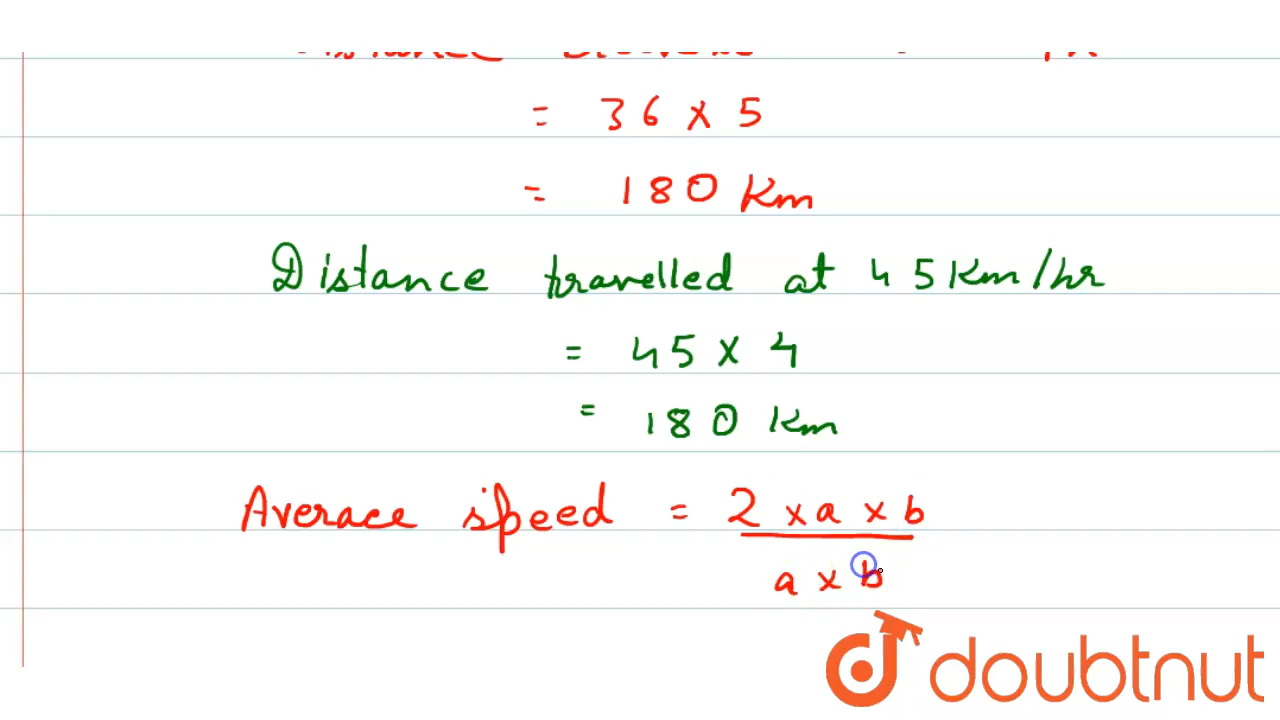 = 36 x 5
= 180 Km
Distance travelled at 45 Km/hr
= 45 x 4
= 180 Km
Averace speed = 2 x a x b
a x b
doubtnut